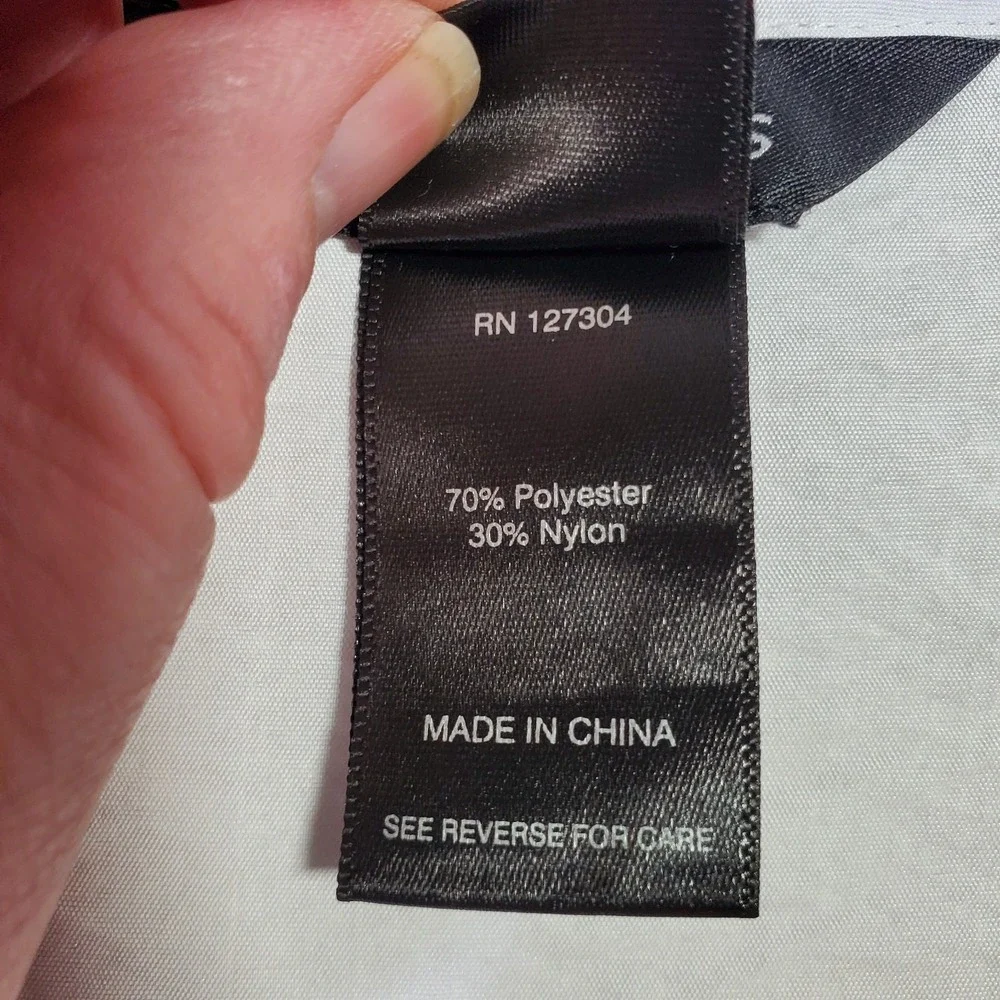 RN 127304
70% Polyester
30% Nylon
MADE IN CHINA
SEE REVERSE FOR CARE